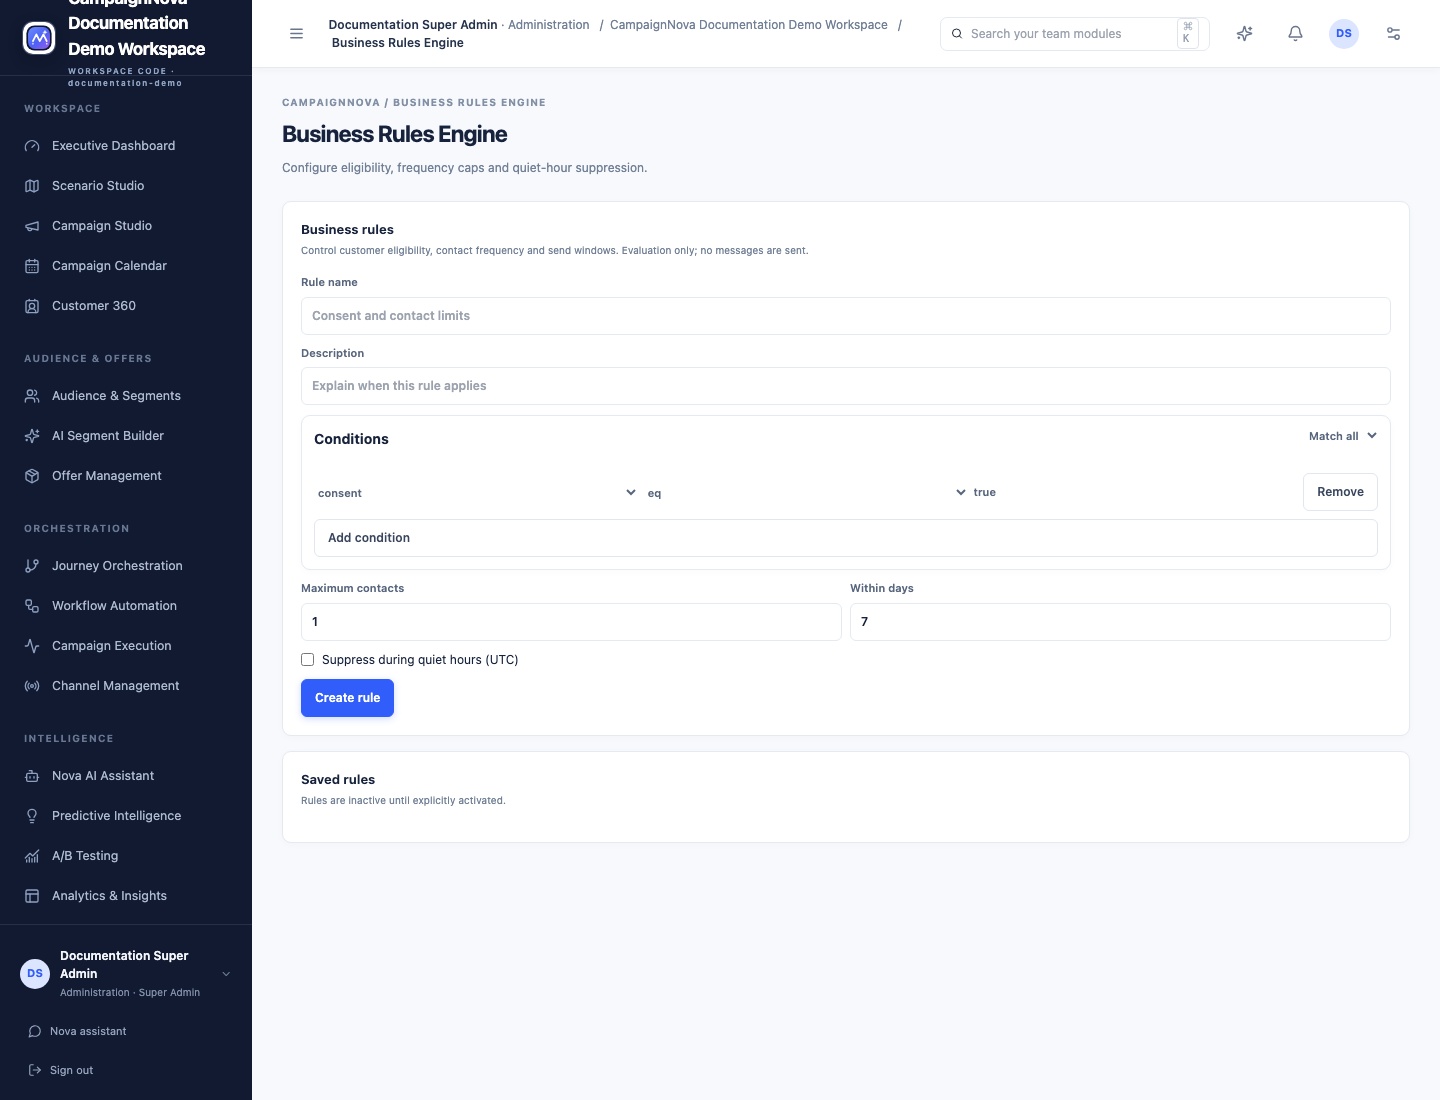 CampaignNova
Documentation
Demo Workspace
WORKSPACE CODE ·
documentation-demo
WORKSPACE
Executive Dashboard
Scenario Studio
Campaign Studio
Campaign Calendar
Customer 360
AUDIENCE & OFFERS
Audience & Segments
AI Segment Builder
Offer Management
ORCHESTRATION
Journey Orchestration
Workflow Automation
Campaign Execution
Channel Management
INTELLIGENCE
Nova AI Assistant
Predictive Intelligence
A/B Testing
Analytics & Insights
DS
Documentation Super
Admin
Administration · Super Admin
Nova assistant
Sign out
Documentation Super Admin · Administration / CampaignNova Documentation Demo Workspace /
Business Rules Engine
Search your team modules
⌘
K
DS
CAMPAIGNNOVA / BUSINESS RULES ENGINE
Business Rules Engine
Configure eligibility, frequency caps and quiet-hour suppression.
Business rules
Control customer eligibility, contact frequency and send windows. Evaluation only; no messages are sent.
Rule name
Consent and contact limits
Description
Explain when this rule applies
Conditions
Match all
consent
eq
true
Remove
Add condition
Maximum contacts
Within days
1
7
Suppress during quiet hours (UTC)
Create rule
Saved rules
Rules are inactive until explicitly activated.